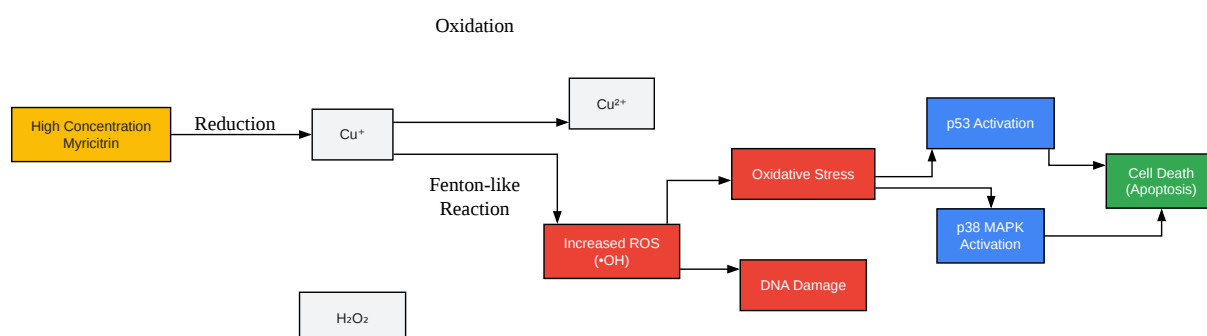 Oxidation
Cu²⁺
High Concentration
Myricitrin
Reduction
Cu⁺
p53 Activation
Fenton-like
Reaction
Oxidative Stress
Cell Death
(Apoptosis)
p38 MAPK
Activation
Increased ROS
(•OH)
DNA Damage
H₂O₂